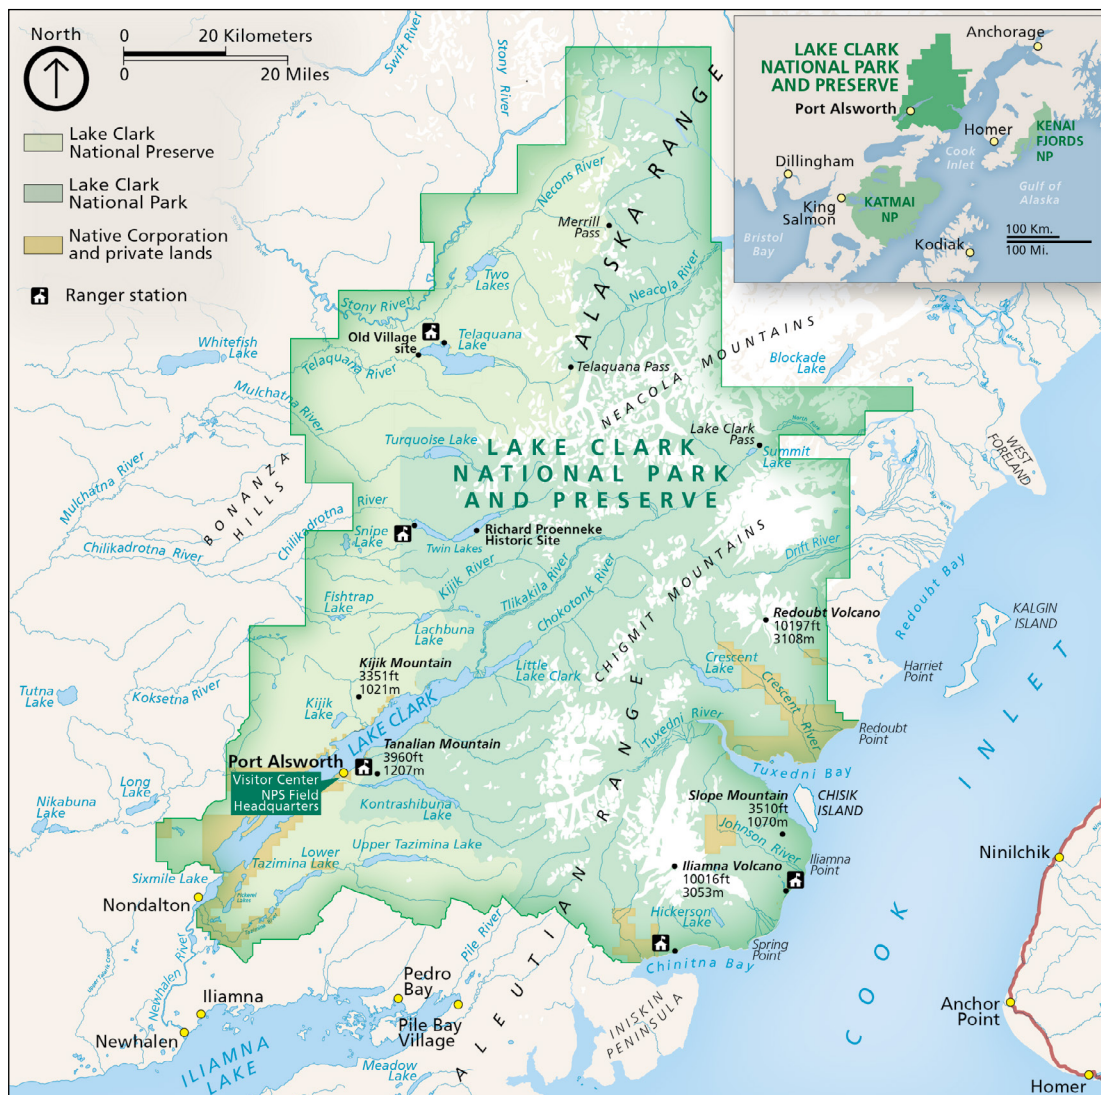 North
0 20 Kilometers
0 20 Miles
Lake Clark
National Preserve
Lake Clark
National Park
Native Corporation
and private lands
Ranger station
LAKE CLARK
NATIONAL PARK
AND PRESERVE
Port Alsworth
Anchorage
Homer
KENAI
FJORDS
NP
Cook
Inlet
Dillingham
King
Salmon
KATMAI
NP
Gulf of
Alaska
Bristol
Bay
Kodiak
100 Km.
100 Mi.
Swift River
Stony River
ALASKA RANGE
Necons River
Merrill
Pass
Two
Lakes
Neacola River
Stony River
Old Village
site
Telaquana
Lake
Whitefish
Lake
Telaquana River
Telaquana Pass
NEACOLA MOUNTAINS
Blockade
Lake
Mulchatna River
Turquoise Lake
LAKE CLARK
NATIONAL PARK
AND PRESERVE
Lake Clark
Pass
North Fork
Summit
Lake
WEST
FORELAND
Mulchatna River
BONANZA
HILLS
Chilikadrotna River
Chilikadrotna River
Snipe
Lake
Twin Lakes
Richard Proenneke
Historic Site
Kijik River
Tlikakila River
Chokotonk River
CHIGMIT MOUNTAINS
Drift River
Redoubt Bay
Fishtrap
Lake
Lachbuna
Lake
Redoubt Volcano
10197ft
3108m
KALGIN
ISLAND
Kijik Mountain
3351ft
1021m
Little
Lake Clark
Crescent
Lake
Crescent River
Harriet
Point
Tutna
Lake
Koksetna River
Kijik
Lake
LAKE CLARK
Tuxedni River
Redoubt
Point
Port Alsworth
Visitor Center
NPS Field
Headquarters
Tanalian Mountain
3960ft
1207m
Tuxedni Bay
Long
Lake
Nikabuna
Lake
Kontrashibuna
Lake
Slope Mountain
3510ft
1070m
CHISIK
ISLAND
Johnson River
Lower
Tazimina Lake
Upper Tazimina Lake
Iliamna
Point
Iliamna Volcano
10016ft
3053m
Ninilchik
Sixmile Lake
Nondalton
Pickerel
Lakes
Hickerson
Lake
Spring
Point
Chinitna Bay
Newhalen River
Pile River
Pedro
Bay
Iliamna
Newhalen
Pile Bay
Village
ILIAMNA
LAKE
Meadow
Lake
ALEUTIAN RANGE
INISKIN
PENINSULA
COOK INLET
Anchor
Point
Homer